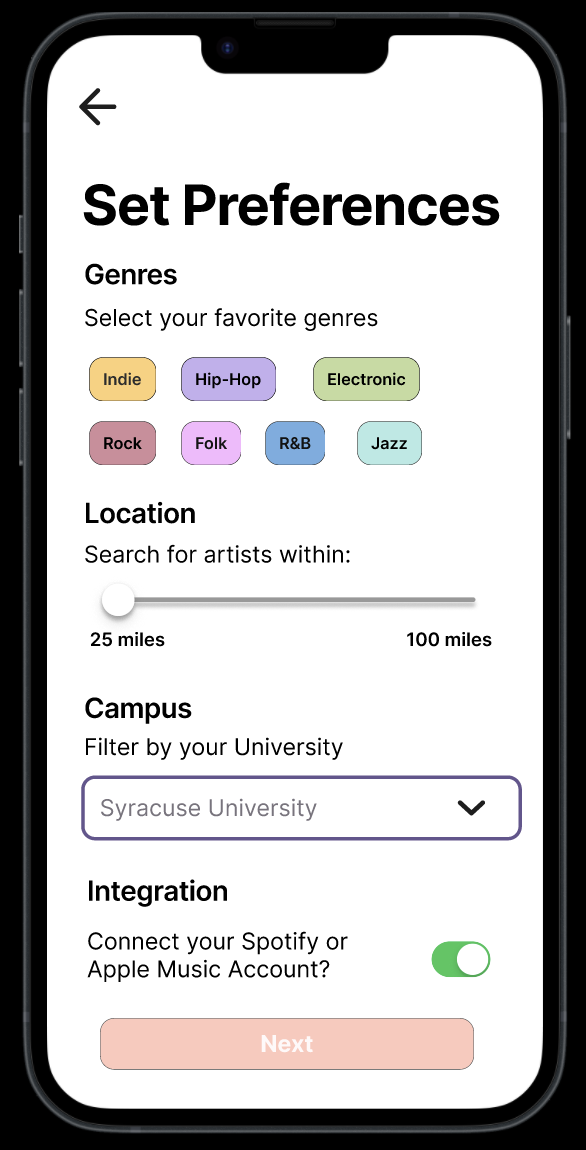 Set Preferences
Genres
Select your favorite genres
Indie Hip-Hop Electronic
Rock Folk R&B Jazz
Location
Search for artists within:
25 miles 100 miles
Campus
Filter by your University
Syracuse University
Integration
Connect your Spotify or
Apple Music Account?
Next